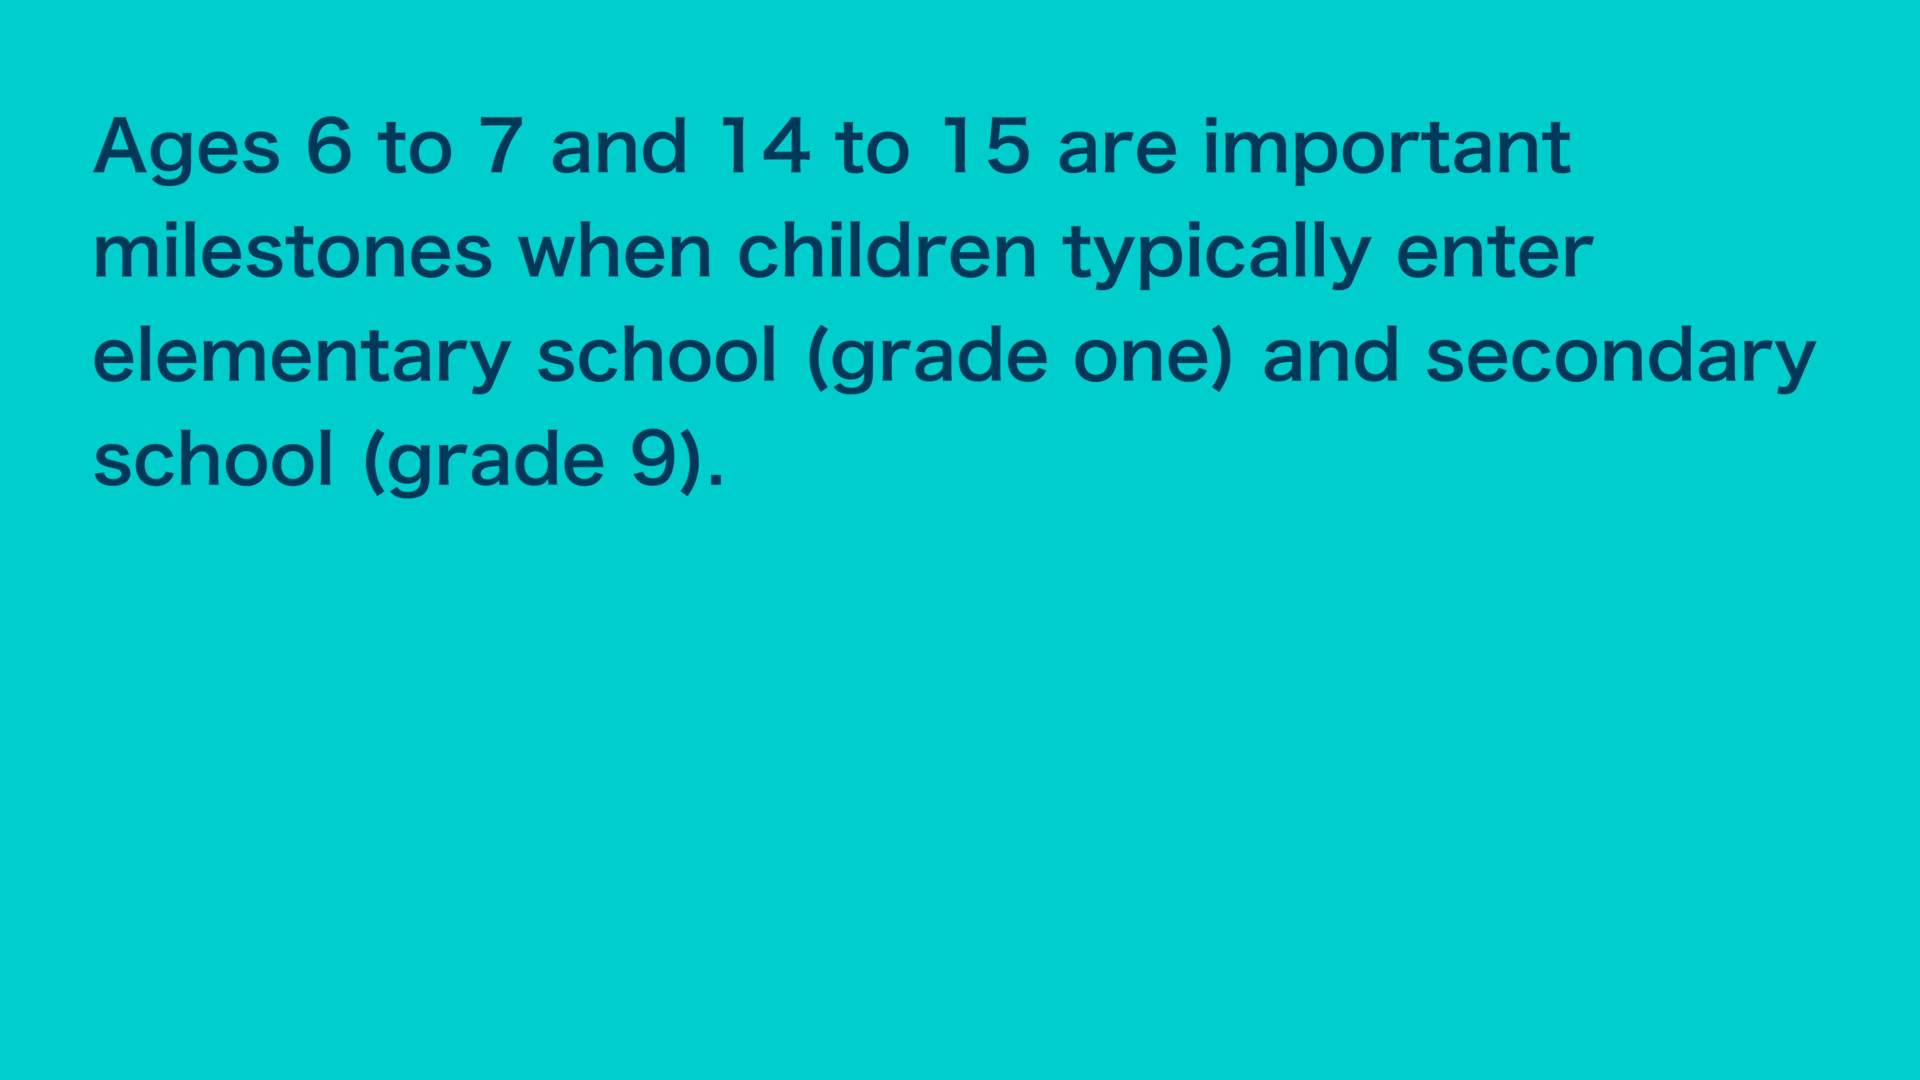 Ages 6 to 7 and 14 to 15 are important
milestones when children typically enter
elementary school (grade one) and secondary
school (grade 9).